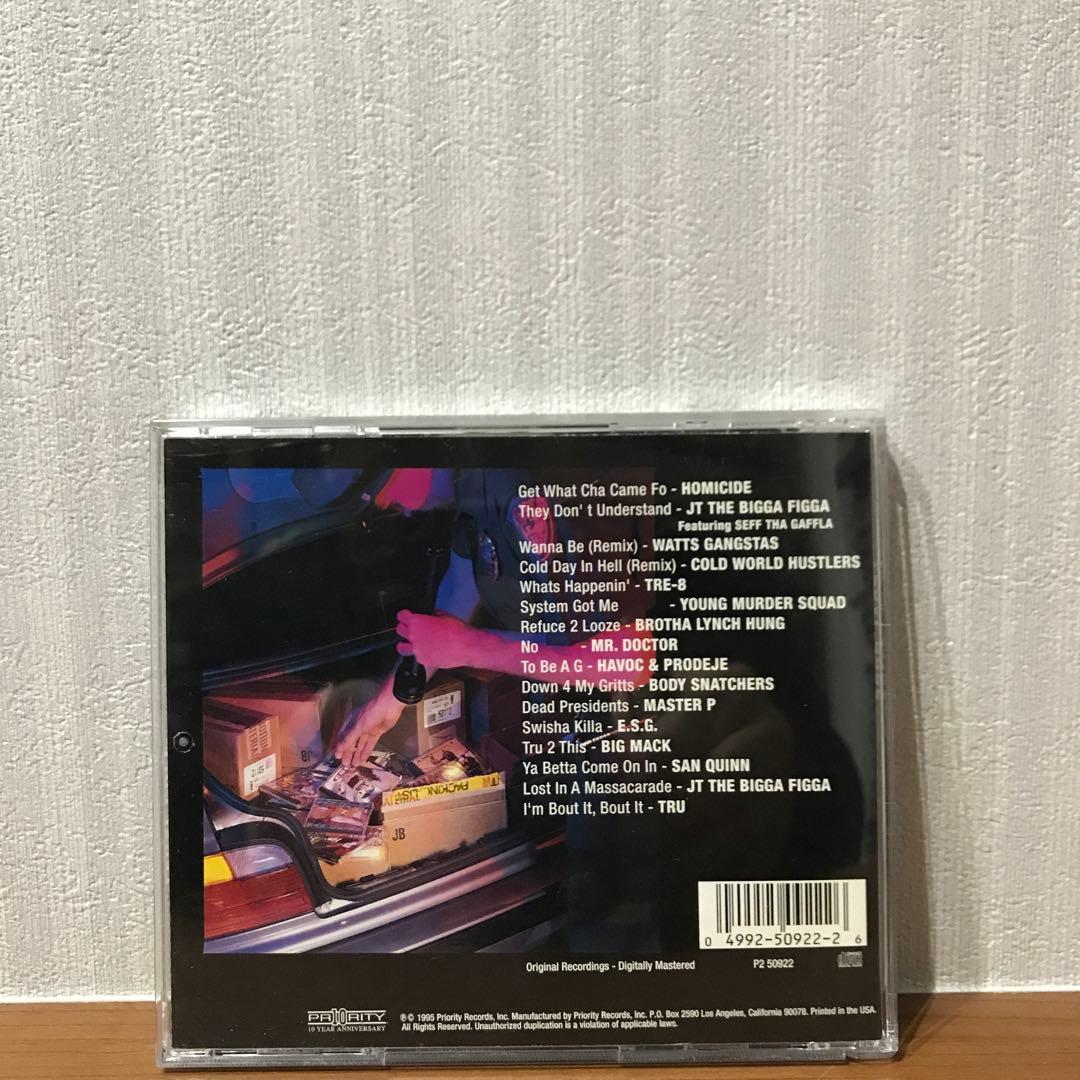 Get What Cha Came Fo - HOMICIDE
They Don' t Understand - JT THE BIGGA FIGGA
Featuring SEFF THA GAFFLA
Wanna Be (Remix) - WATTS GANGSTAS
Cold Day In Hell (Remix) - COLD WORLD HUSTLERS
Whats Happenin' - TRE-8
System Got Me - YOUNG MURDER SQUAD
Refuce 2 Looze - BROTHA LYNCH HUNG
No - MR. DOCTOR
To Be A G - HAVOC & PRODEJE
Down 4 My Gritts - BODY SNATCHERS
Dead Presidents - MASTER P
Swisha Killa - E.S.G.
Tru 2 This - BIG MACK
Ya Betta Come On In - SAN QUINN
Lost In A Massacarade - JT THE BIGGA FIGGA
I'm Bout It, Bout It - TRU
JB
PACKING
LIST
JB
0 4992-50922-2 6
Original Recordings - Digitally Mastered P2 50922
PRIORITY
10 YEAR ANNIVERSARY
℗ © 1995 Priority Records, Inc. Manufactured by Priority Records, Inc. P.O. Box 2590 Los Angeles, California 90078. Printed in the USA.
All Rights Reserved. Unauthorized duplication is a violation of applicable laws.